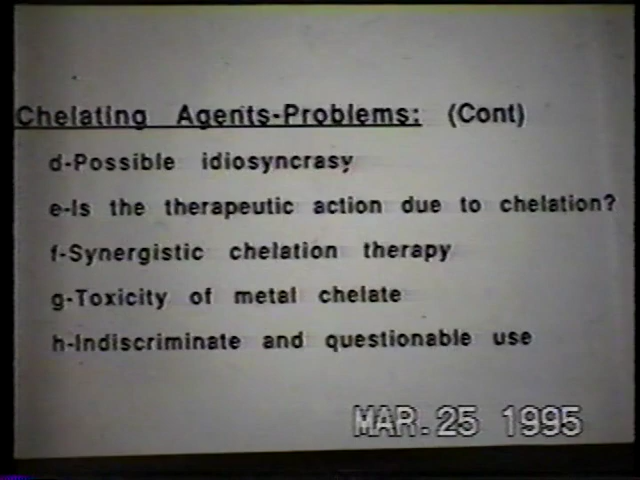 Chelating Agents-Problems: (Cont)
d-Possible idiosyncrasy
e-Is the therapeutic action due to chelation?
f-Synergistic chelation therapy
g-Toxicity of metal chelate
h-Indiscriminate and questionable use
MAR. 25 1995